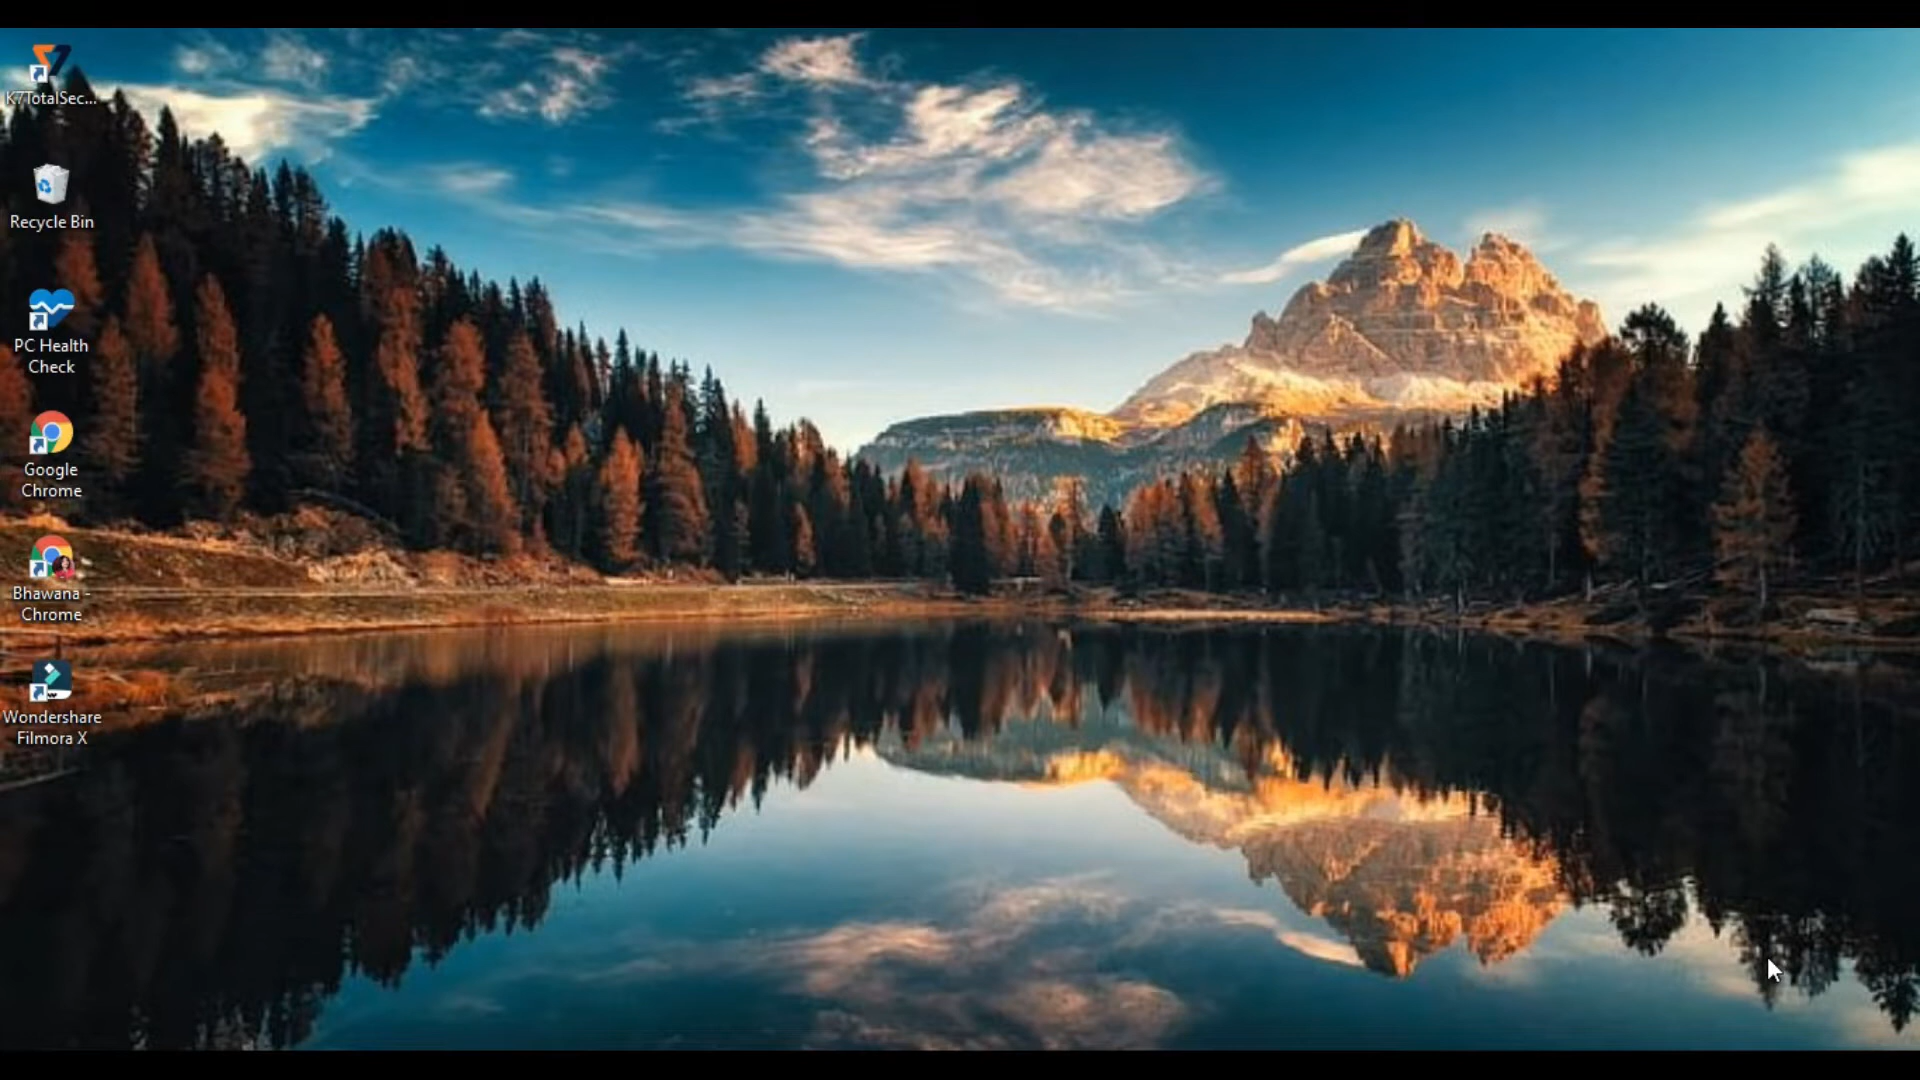 K7TotalSec...
Recycle Bin
PC Health
Check
Google
Chrome
Bhawana -
Chrome
Wondershare
Filmora X